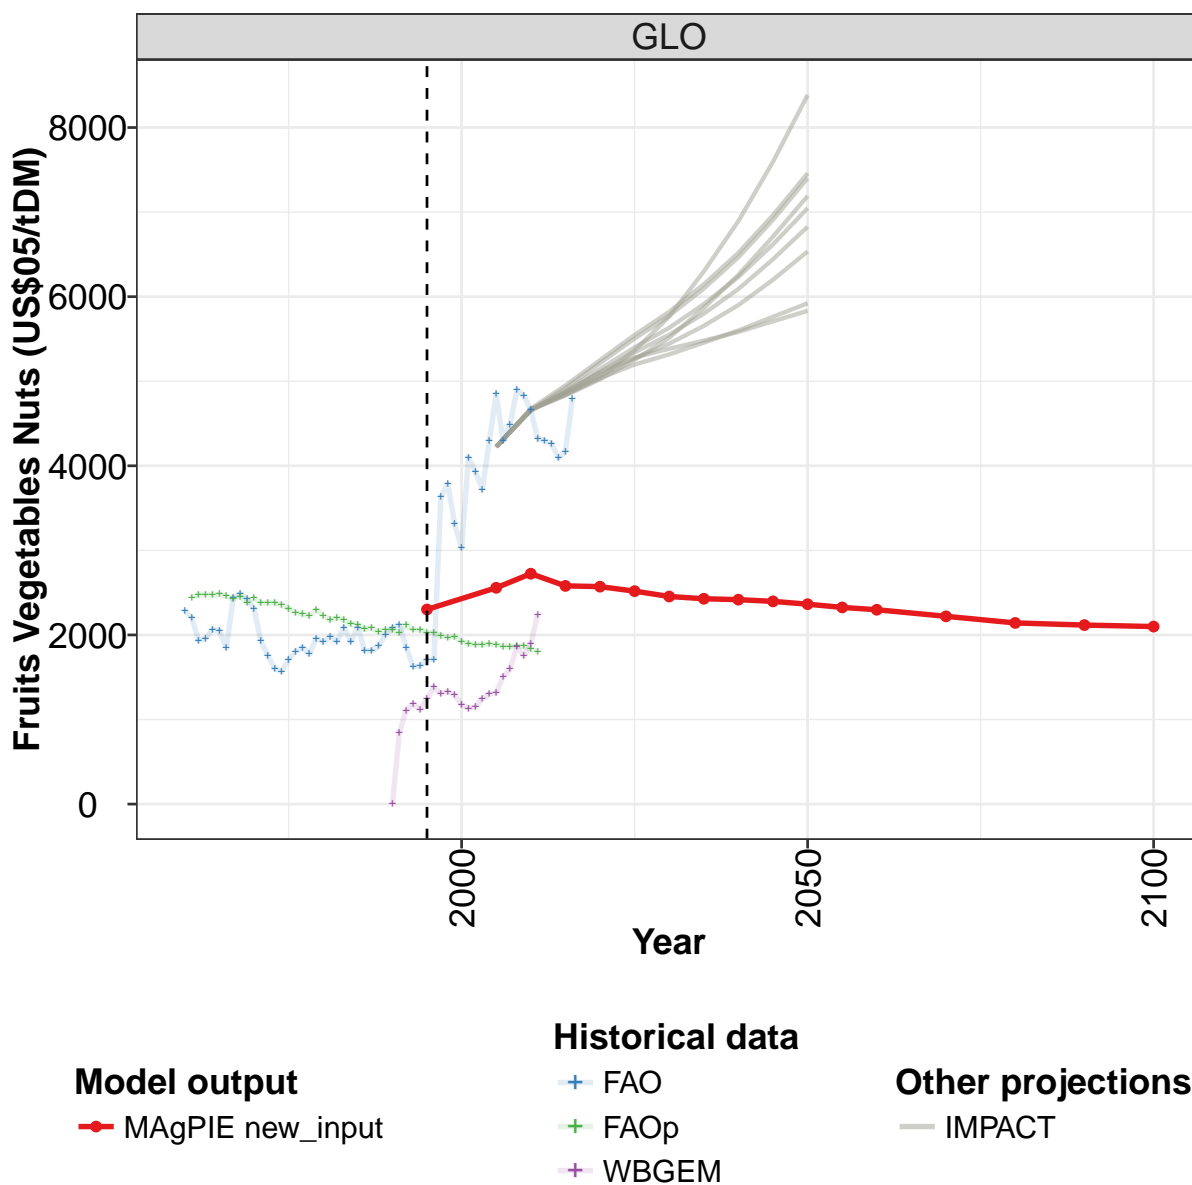 GLO
Fruits Vegetables Nuts (US$05/tDM)
8000
6000
4000
2000
0
2000
2050
2100
Year
Model output
MAgPIE new_input
Historical data
FAO
FAOp
WBGEM
Other projections
IMPACT